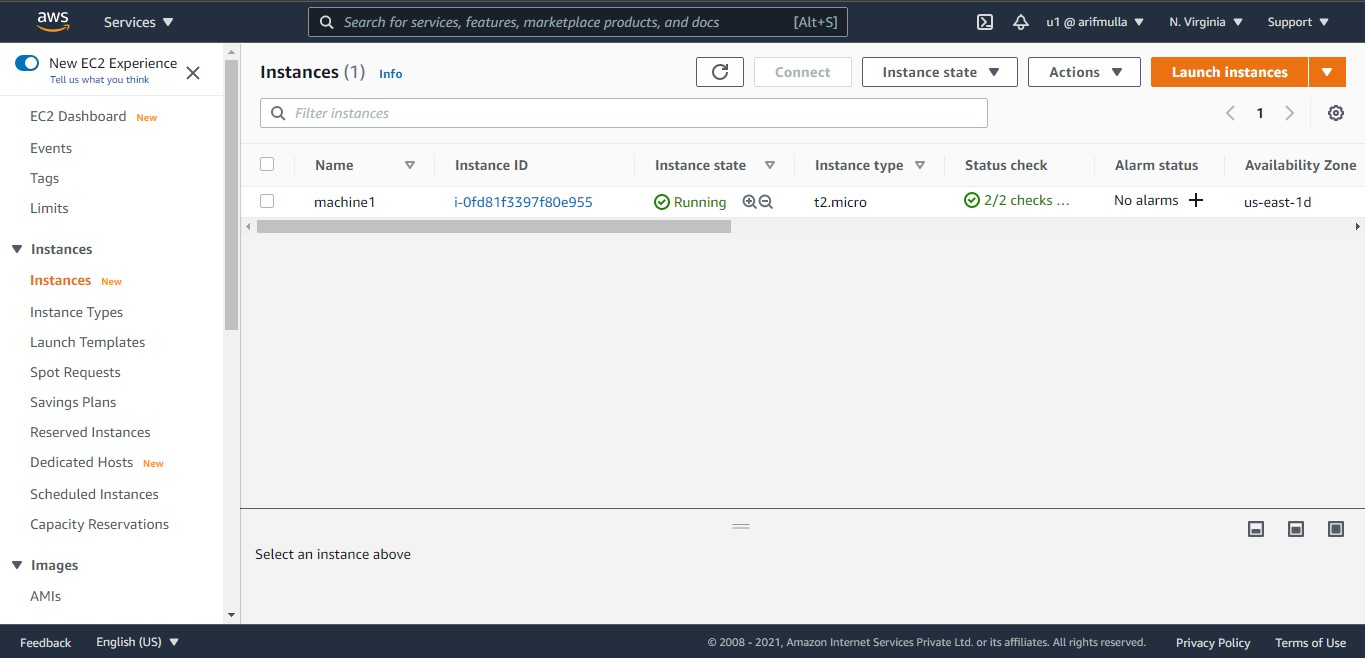 aws Services Search for services, features, marketplace products, and docs [Alt+S] u1 @ arifmulla N. Virginia Support
New EC2 Experience
Tell us what you think
EC2 Dashboard New
Events
Tags
Limits
Instances
Instances New
Instance Types
Launch Templates
Spot Requests
Savings Plans
Reserved Instances
Dedicated Hosts New
Scheduled Instances
Capacity Reservations
Images
AMIs
Instances (1) Info Connect Instance state Actions Launch instances
Filter instances 1
Name Instance ID Instance state Instance type Status check Alarm status Availability Zone
machine1 i-0fd81f3397f80e955 Running t2.micro 2/2 checks ... No alarms us-east-1d
Select an instance above
Feedback English (US) © 2008 - 2021, Amazon Internet Services Private Ltd. or its affiliates. All rights reserved. Privacy Policy Terms of Use